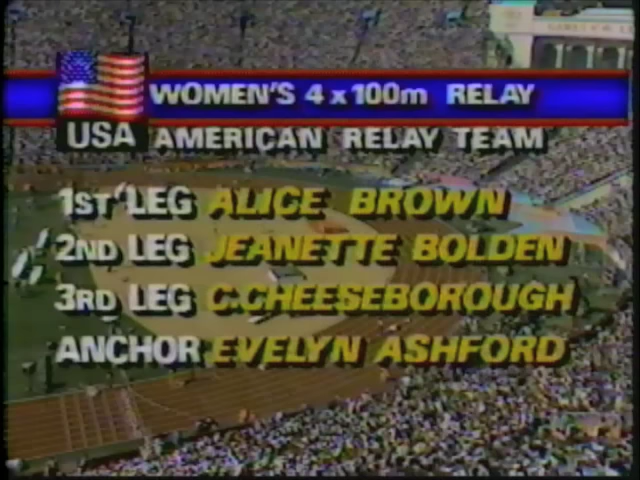 WOMEN'S 4 x 100m RELAY
USA AMERICAN RELAY TEAM
1ST LEG ALICE BROWN
2ND LEG JEANETTE BOLDEN
3RD LEG C.CHEESEBOROUGH
ANCHOR EVELYN ASHFORD